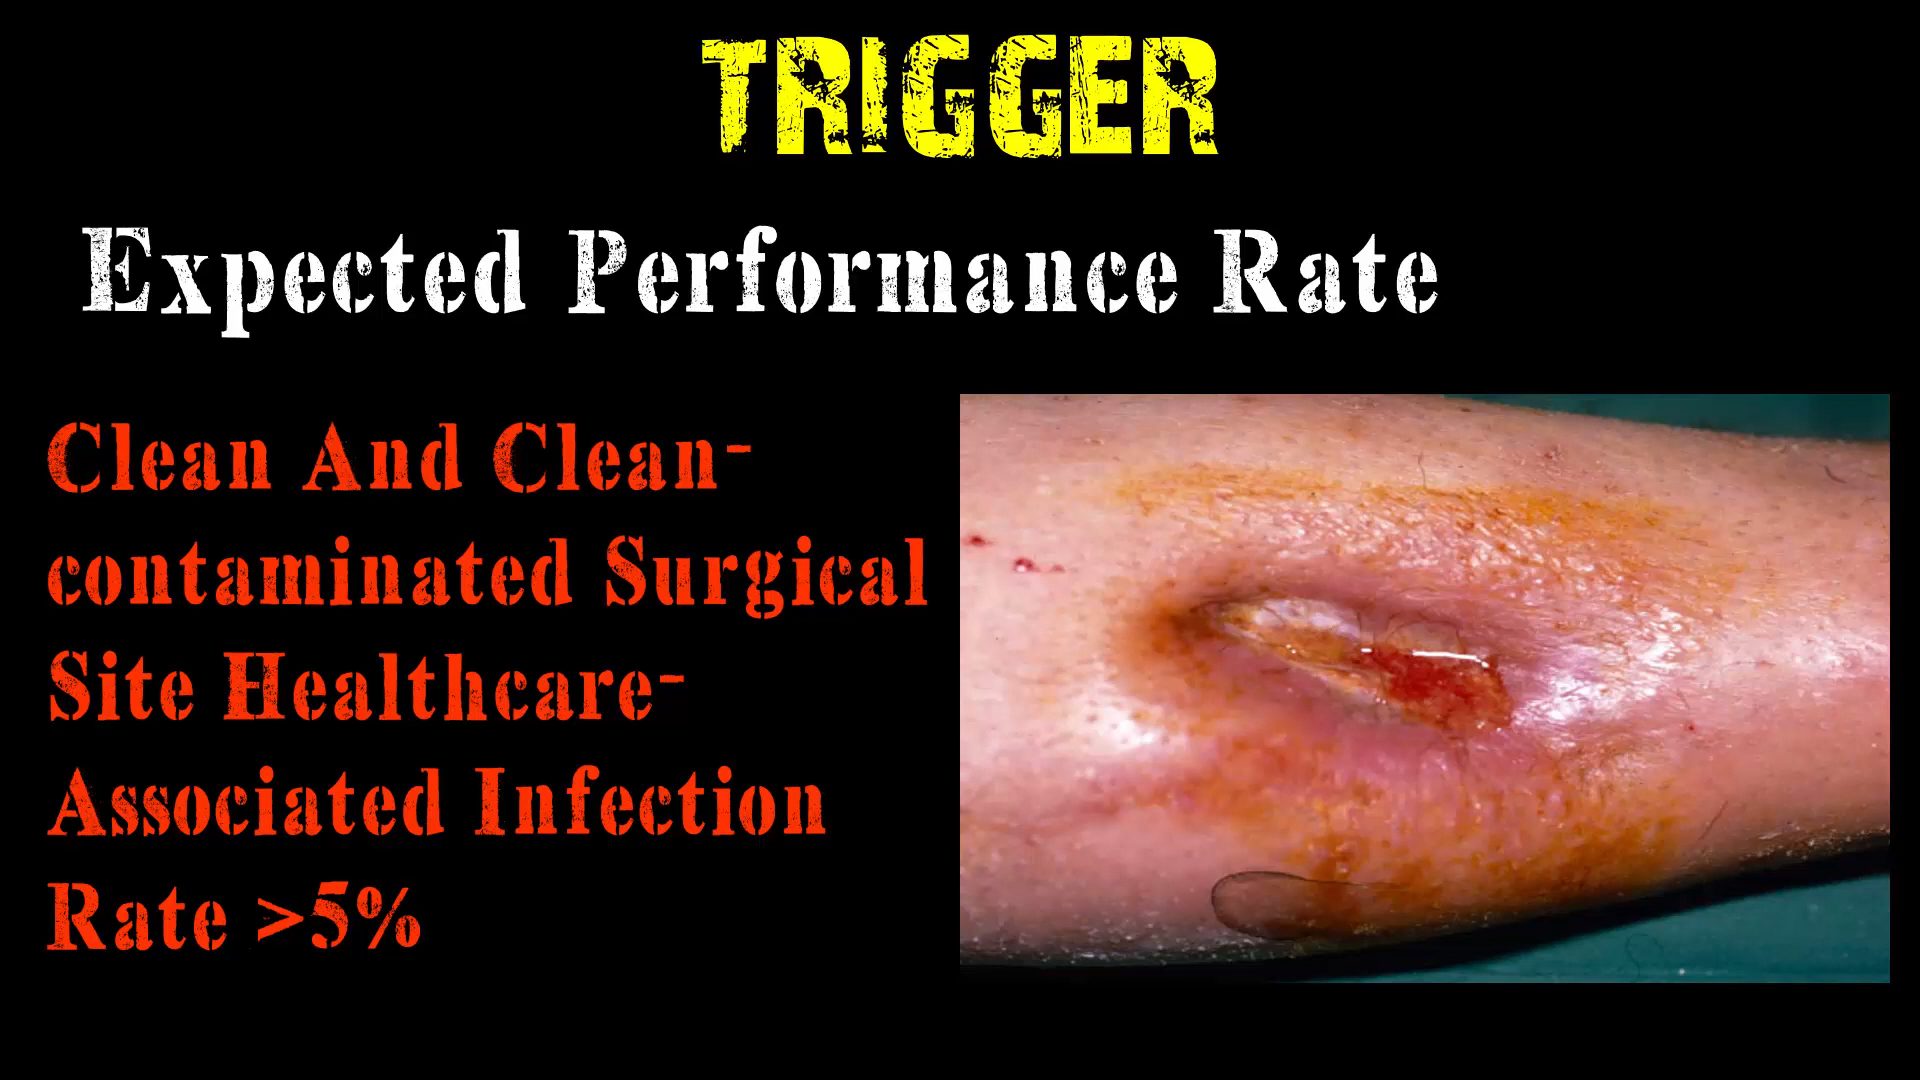 TRIGGER
Expected Performance Rate
Clean And Clean-
contaminated Surgical
Site Healthcare-
Associated Infection
Rate >5%